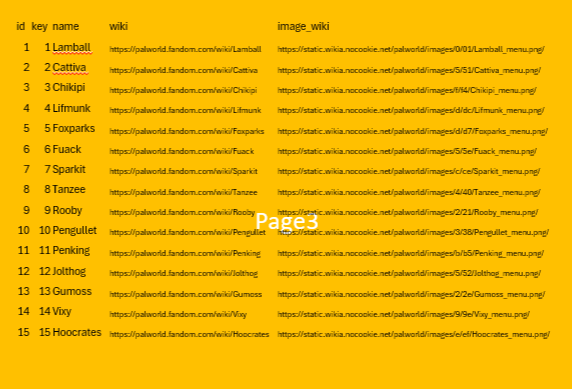 id key name wiki image_wiki
1 1 Lamball https://palworld.fandom.com/wiki/Lamball https://static.wikia.nocookie.net/palworld/images/0/01/Lamball_menu.png/
2 2 Cattiva https://palworld.fandom.com/wiki/Cattiva https://static.wikia.nocookie.net/palworld/images/5/51/Cattiva_menu.png/
3 3 Chikipi https://palworld.fandom.com/wiki/Chikipi https://static.wikia.nocookie.net/palworld/images/f/f4/Chikipi_menu.png/
4 4 Lifmunk https://palworld.fandom.com/wiki/Lifmunk https://static.wikia.nocookie.net/palworld/images/d/dc/Lifmunk_menu.png/
5 5 Foxparks https://palworld.fandom.com/wiki/Foxparks https://static.wikia.nocookie.net/palworld/images/d/d7/Foxparks_menu.png/
6 6 Fuack https://palworld.fandom.com/wiki/Fuack https://static.wikia.nocookie.net/palworld/images/5/5e/Fuack_menu.png/
7 7 Sparkit https://palworld.fandom.com/wiki/Sparkit https://static.wikia.nocookie.net/palworld/images/c/ce/Sparkit_menu.png/
8 8 Tanzee https://palworld.fandom.com/wiki/Tanzee https://static.wikia.nocookie.net/palworld/images/4/40/Tanzee_menu.png/
9 9 Rooby https://palworld.fandom.com/wiki/Rooby https://static.wikia.nocookie.net/palworld/images/2/21/Rooby_menu.png/
Page3
10 10 Pengullet https://palworld.fandom.com/wiki/Pengullet https://static.wikia.nocookie.net/palworld/images/3/38/Pengullet_menu.png/
11 11 Penking https://palworld.fandom.com/wiki/Penking https://static.wikia.nocookie.net/palworld/images/b/b5/Penking_menu.png/
12 12 Jolthog https://palworld.fandom.com/wiki/Jolthog https://static.wikia.nocookie.net/palworld/images/5/52/Jolthog_menu.png/
13 13 Gumoss https://palworld.fandom.com/wiki/Gumoss https://static.wikia.nocookie.net/palworld/images/2/2e/Gumoss_menu.png/
14 14 Vixy https://palworld.fandom.com/wiki/Vixy https://static.wikia.nocookie.net/palworld/images/9/9e/Vixy_menu.png/
15 15 Hoocrates https://palworld.fandom.com/wiki/Hoocrates https://static.wikia.nocookie.net/palworld/images/e/ef/Hoocrates_menu.png/